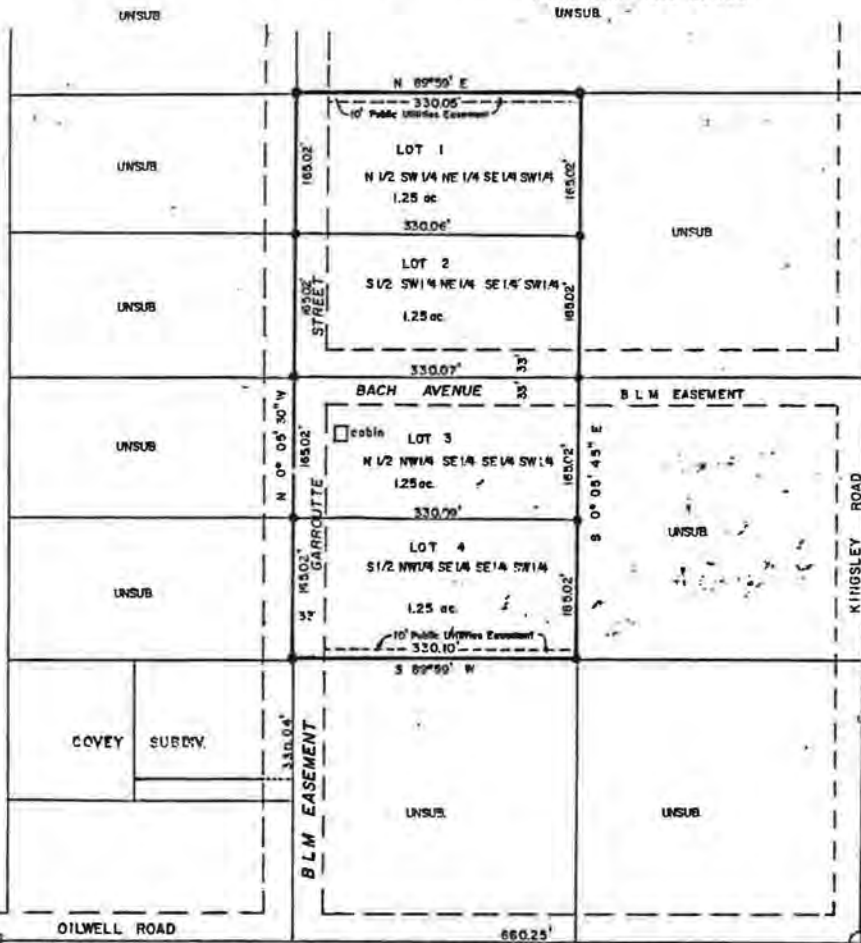 UNSUB.
UNSUB.
N 89°59' E
330.05'
10' Public Utilities Easement
UNSUB.
165.02'
LOT 1
N 1/2 SW 1/4 NE 1/4 SE 1/4 SW 1/4
1.25 ac.
165.02'
330.06'
UNSUB.
UNSUB.
165.02'
STREET
LOT 2
S 1/2 SW 1/4 NE 1/4 SE 1/4 SW 1/4
1.25 ac.
165.02'
330.07'
33'
33'
BACH AVENUE
BLM EASEMENT
UNSUB.
N 0° 05' 30" W
165.02'
GARROUTTE
cabin
LOT 3
N 1/2 NW 1/4 SE 1/4 SE 1/4 SW 1/4
1.25 ac.
165.02'
S 0° 05' 45" E
330.09'
UNSUB.
KINGSLEY ROAD
UNSUB.
165.02'
33'
LOT 4
S 1/2 NW 1/4 SE 1/4 SE 1/4 SW 1/4
1.25 ac.
165.02'
10' Public Utilities Easement
330.10'
S 89°59' W
COVEY SUBDIV.
330.04'
BLM EASEMENT
UNSUB.
UNSUB.
OILWELL ROAD
660.25'